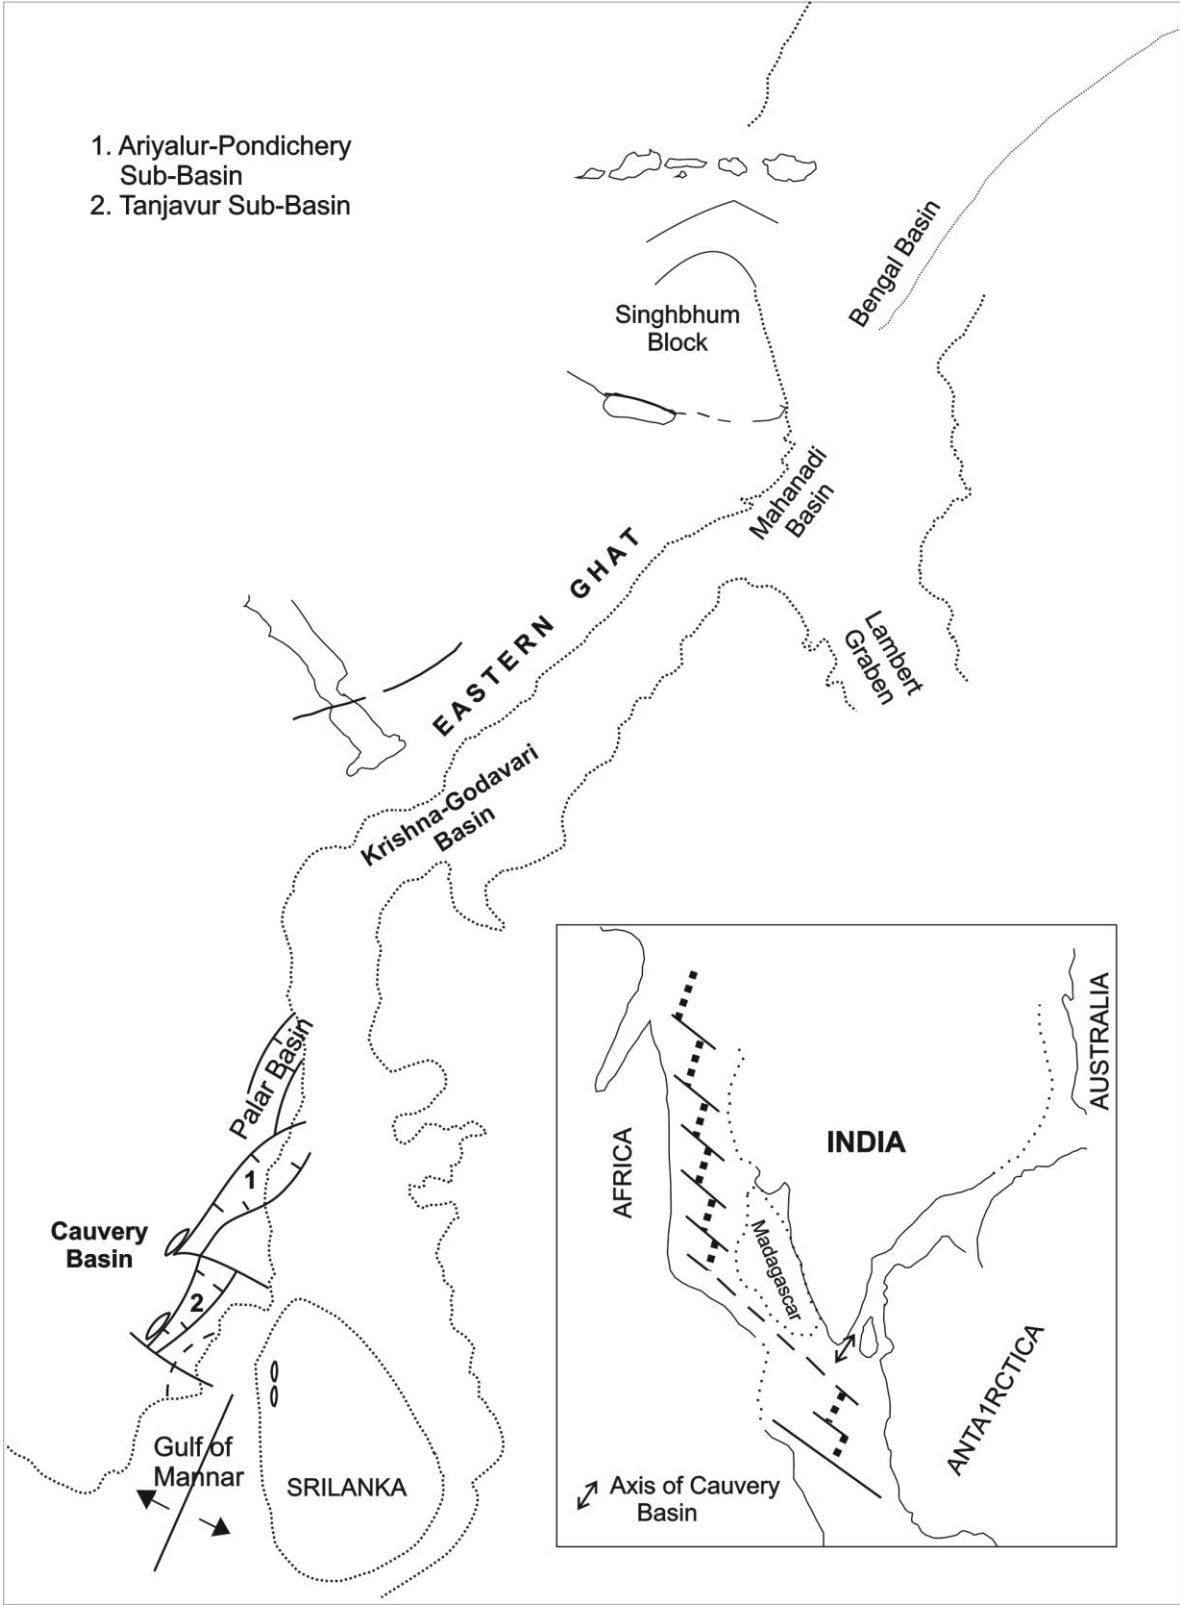 1. Ariyalur-Pondichery
Sub-Basin
2. Tanjavur Sub-Basin
Bengal Basin
Singhbhum
Block
Mahanadi
Basin
EASTERN GHAT
Lambert
Graben
Krishna-Godavari
Basin
Palar Basin
1
Cauvery
Basin
2
Gulf of
Mannar
SRILANKA
AFRICA
INDIA
AUSTRALIA
Madagascar
ANTA1RCTICA
Axis of Cauvery
Basin